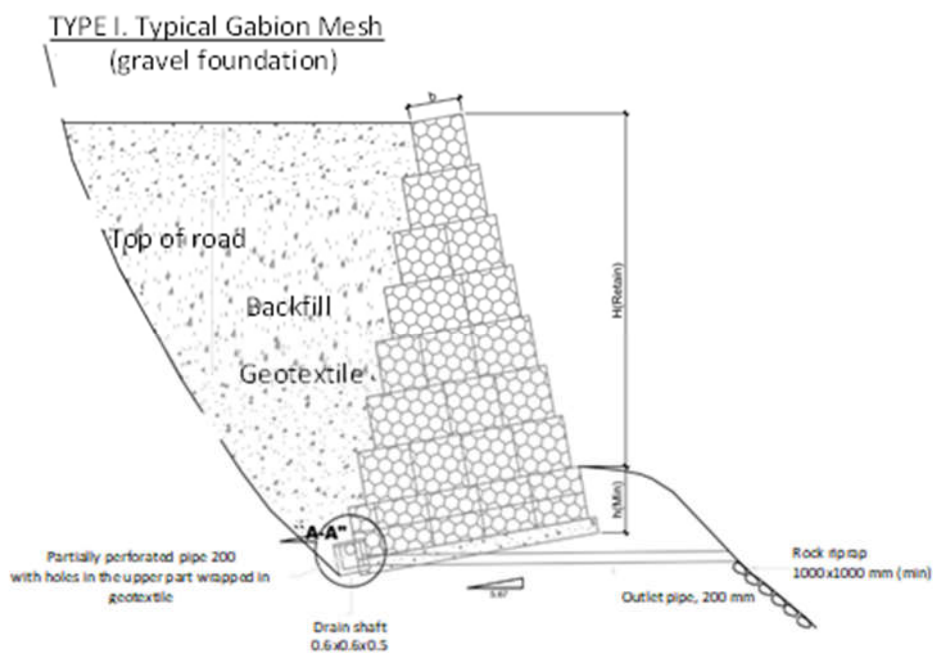 TYPE I. Typical Gabion Mesh
(gravel foundation)
b
Top of road
Backfill
Geotextile
H(Retain)
h(Min)
"A-A"
Partially perforated pipe 200
with holes in the upper part wrapped in
geotextile
Drain shaft
0.6x0.6x0.5
5.67
Outlet pipe, 200 mm
Rock riprap
1000x1000 mm (min)